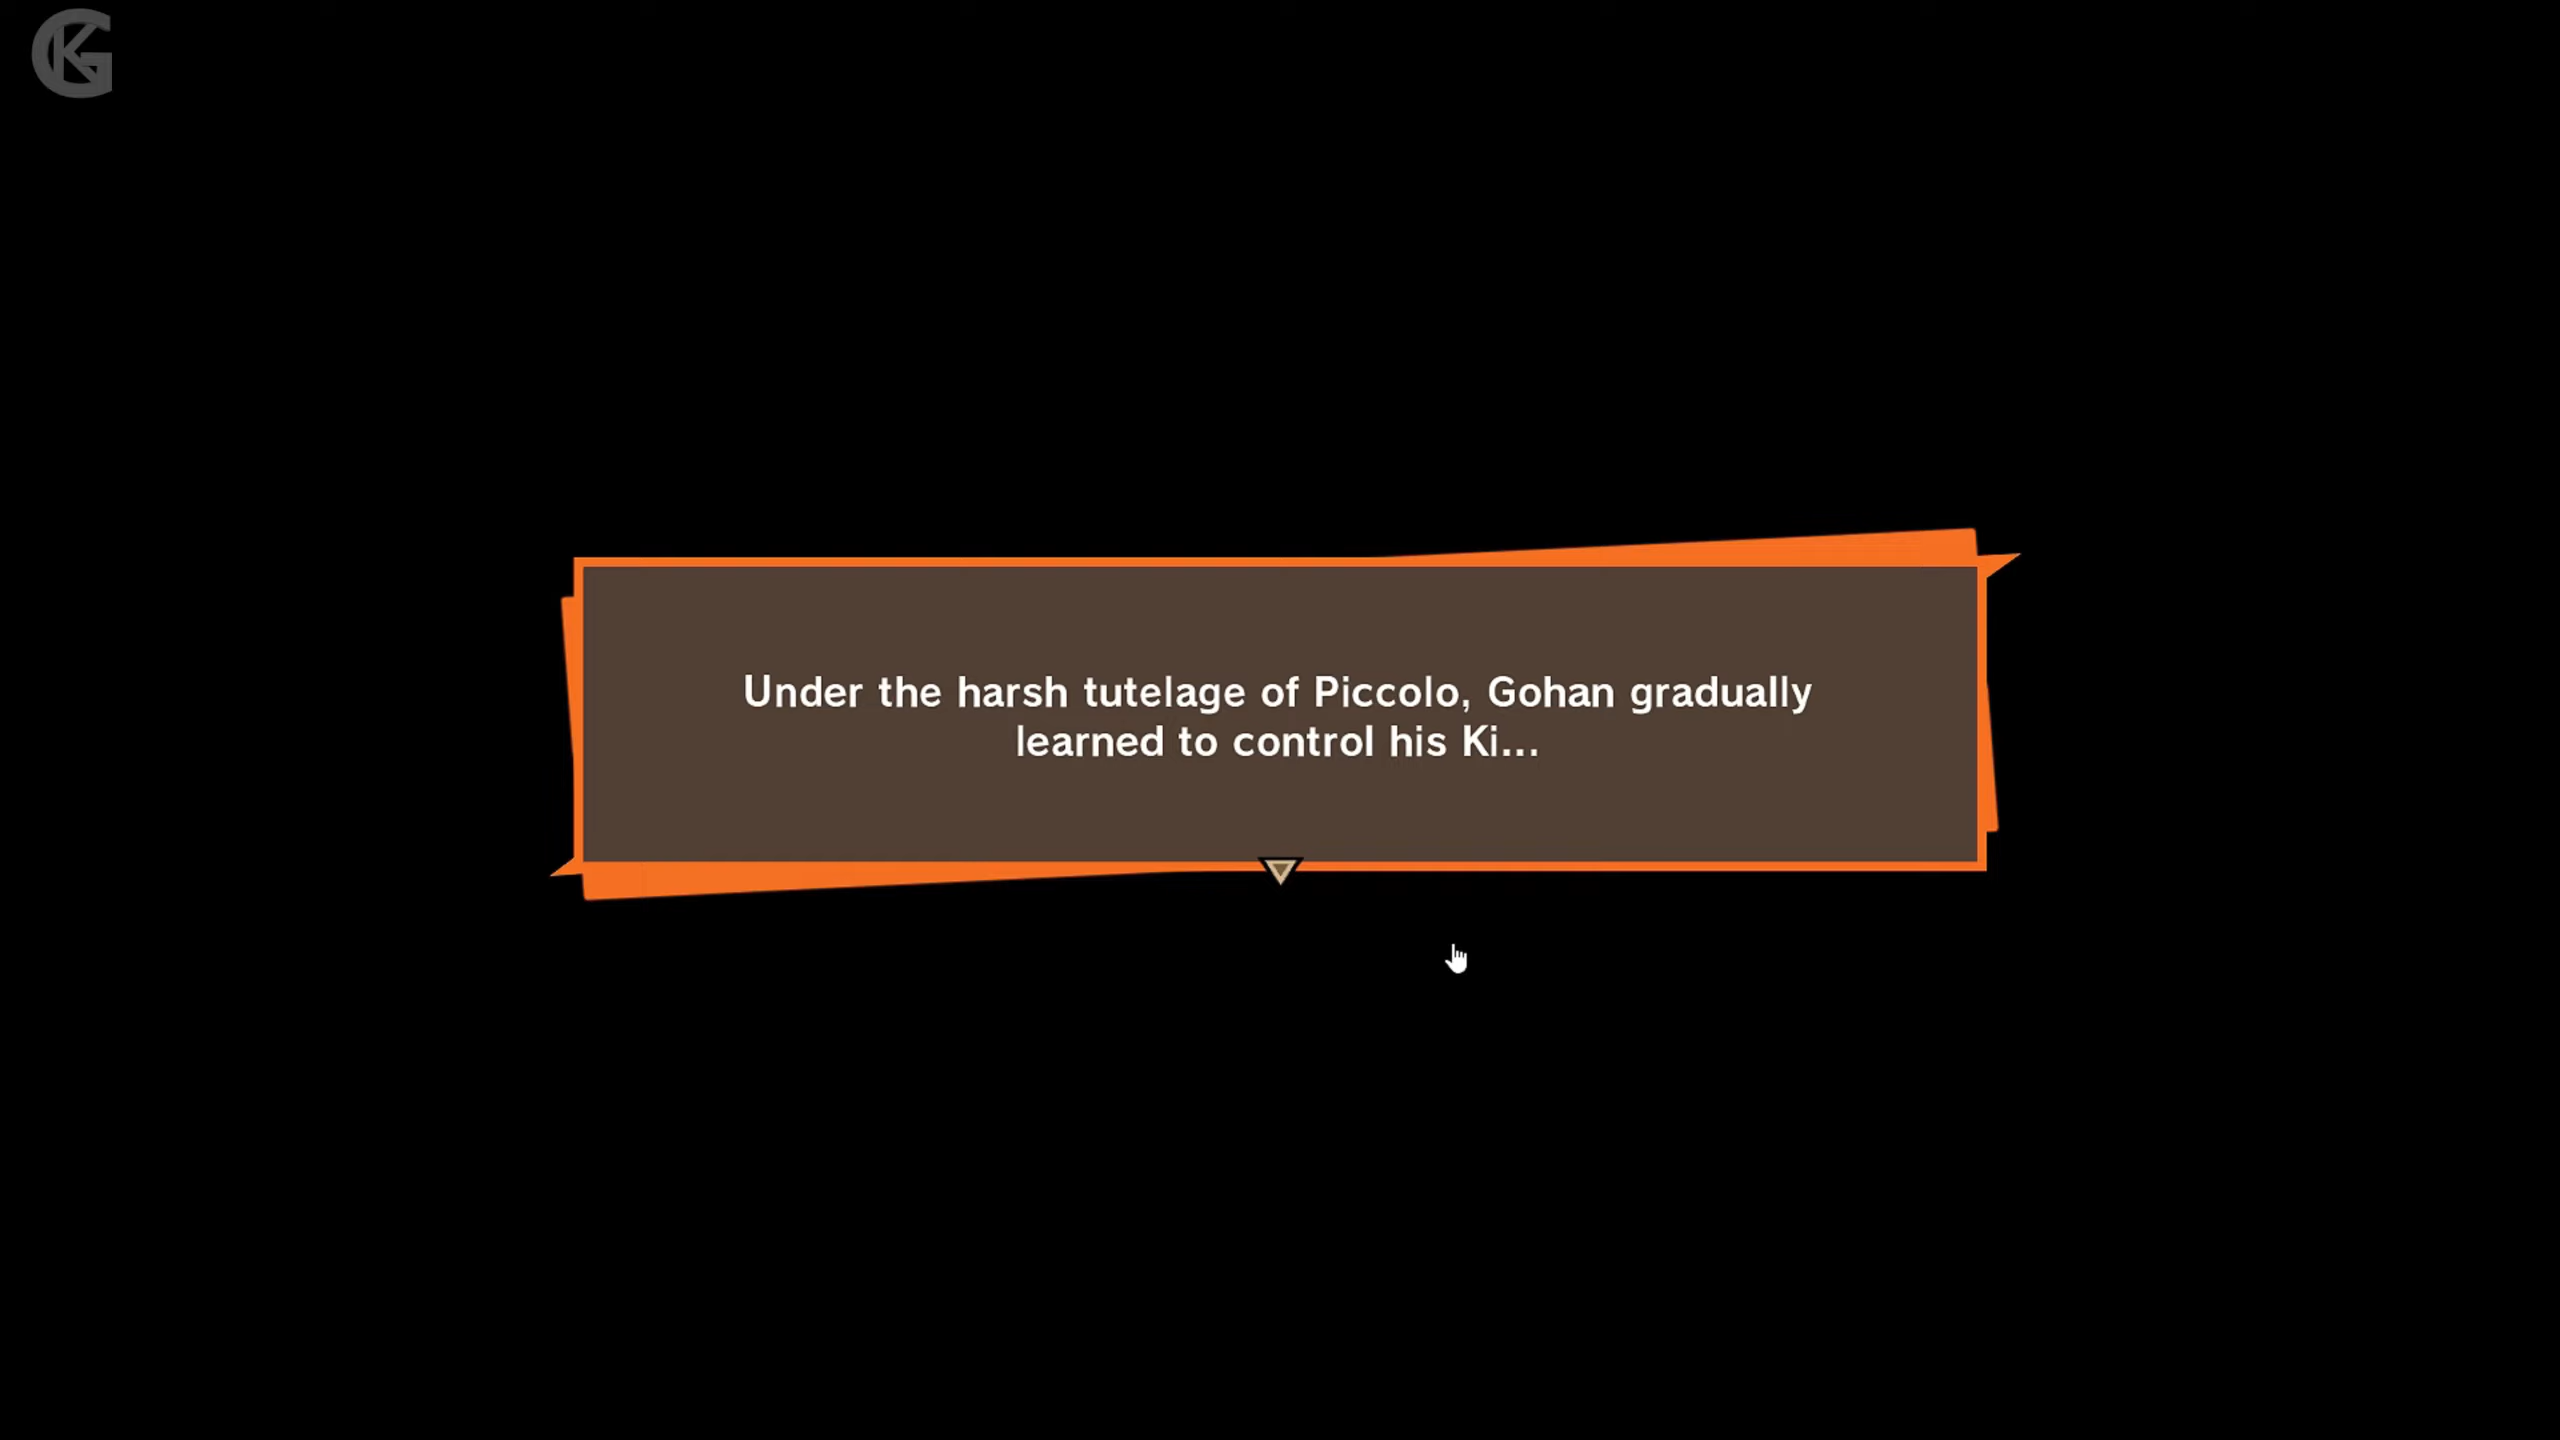 Under the harsh tutelage of Piccolo, Gohan gradually
learned to control his Ki...